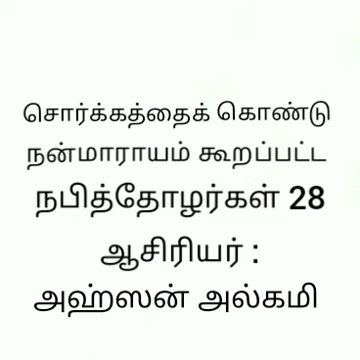 சொர்க்கத்தைக் கொண்டு
நன்மாராயம் கூறப்பட்ட
நபித்தோழர்கள் 28
ஆசிரியர் :
அஹ்ஸன் அல்கமி